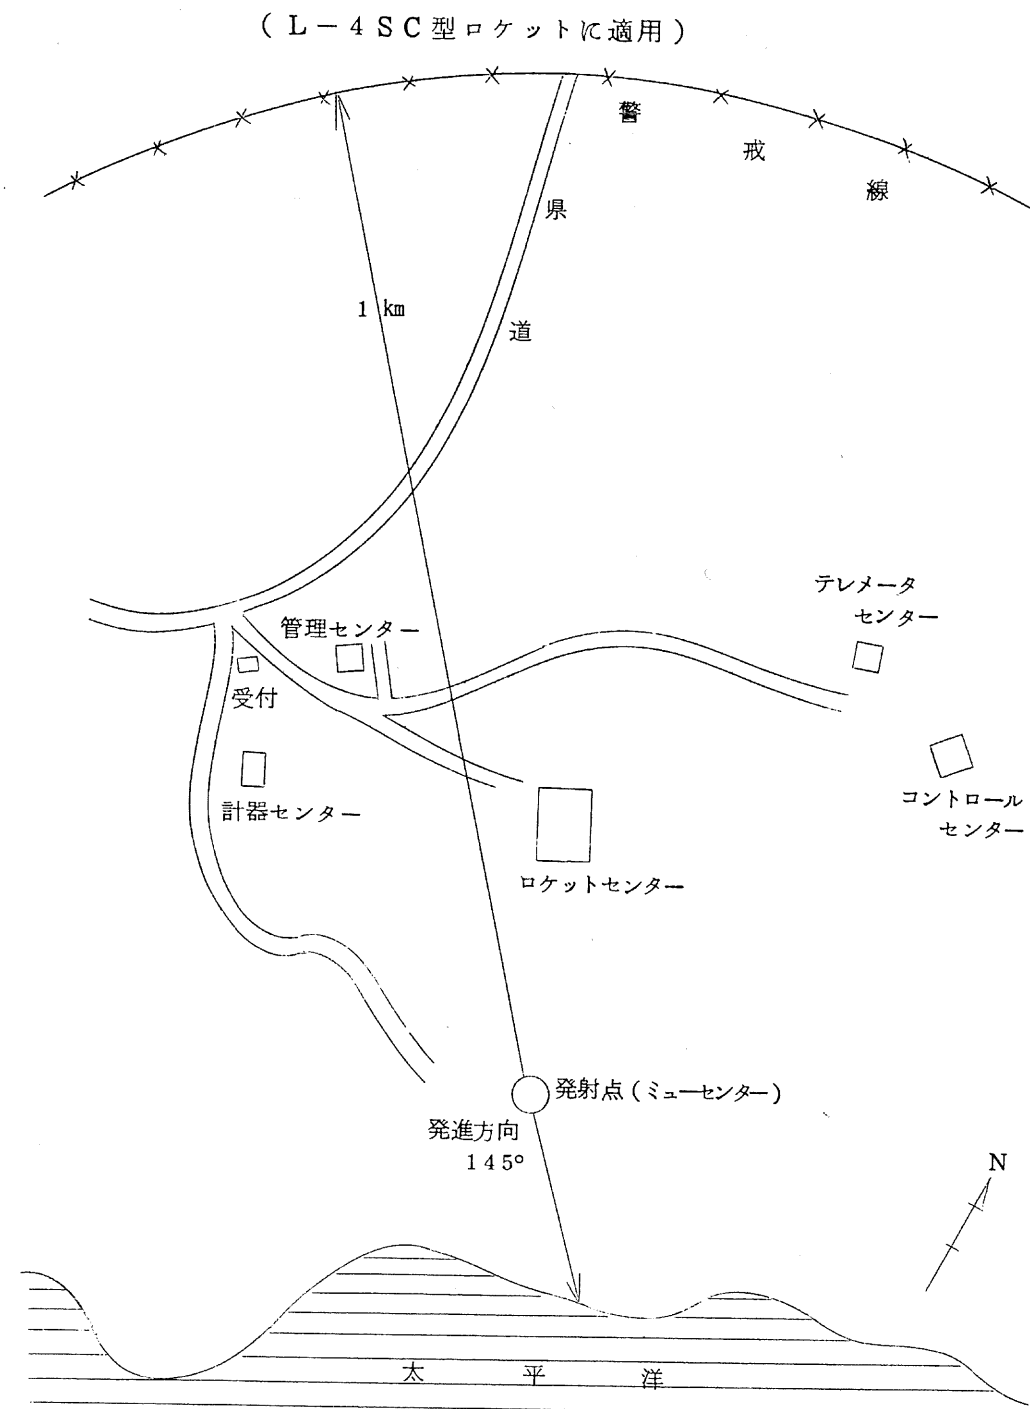 （L－4SC型ロケットに適用）
警戒線
県道
1 km
テレメータ
センター
管理センター
受付
計器センター
コントロール
センター
ロケットセンター
発射点（ミューセンター）
発進方向
145°
N
太平洋